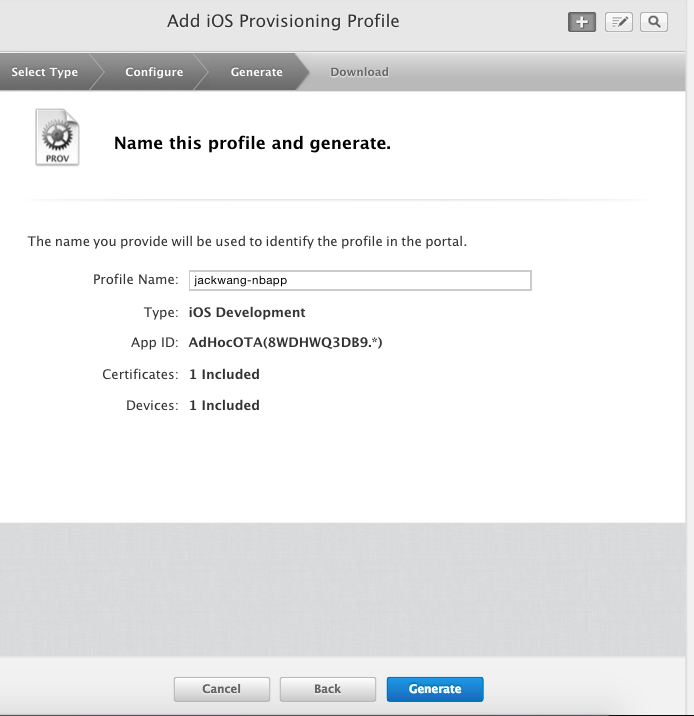 Add iOS Provisioning Profile
Select Type Configure Generate Download
PROV
Name this profile and generate.
The name you provide will be used to identify the profile in the portal.
Profile Name: jackwang-nbapp
Type: iOS Development
App ID: AdHocOTA(8WDHWQ3DB9.*)
Certificates: 1 Included
Devices: 1 Included
Cancel Back Generate